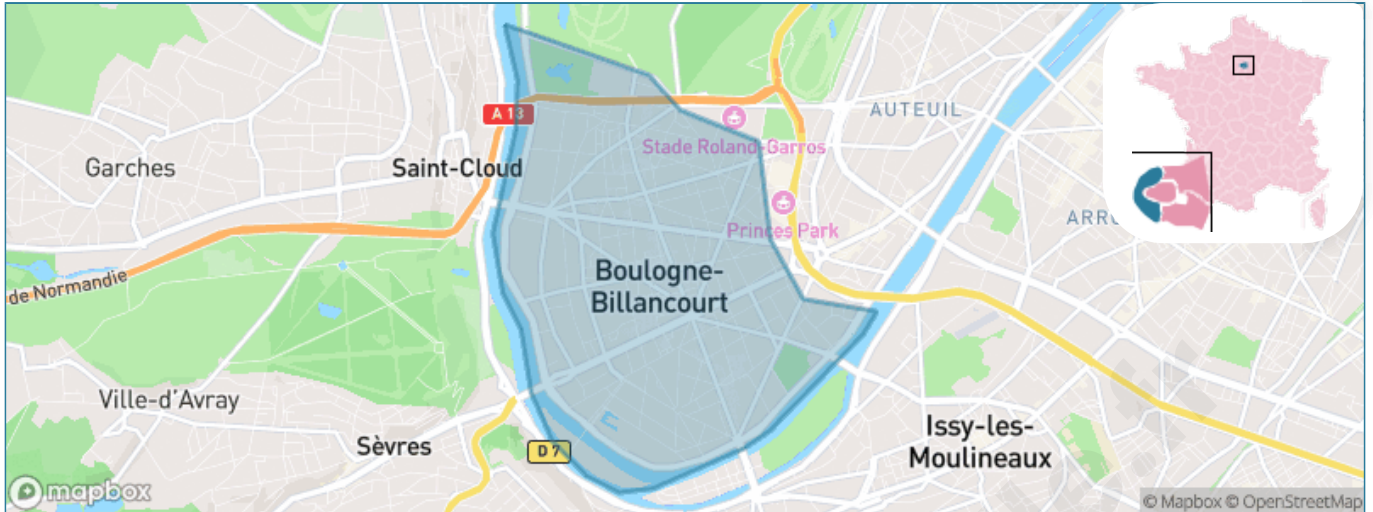 A 13
AUTEUIL
Stade Roland-Garros
Garches
Saint-Cloud
Princes Park
ARR
de Normandie
Boulogne-
Billancourt
Ville-d'Avray
Sèvres
D 7
Issy-les-
Moulineaux
mapbox
© Mapbox © OpenStreetMap